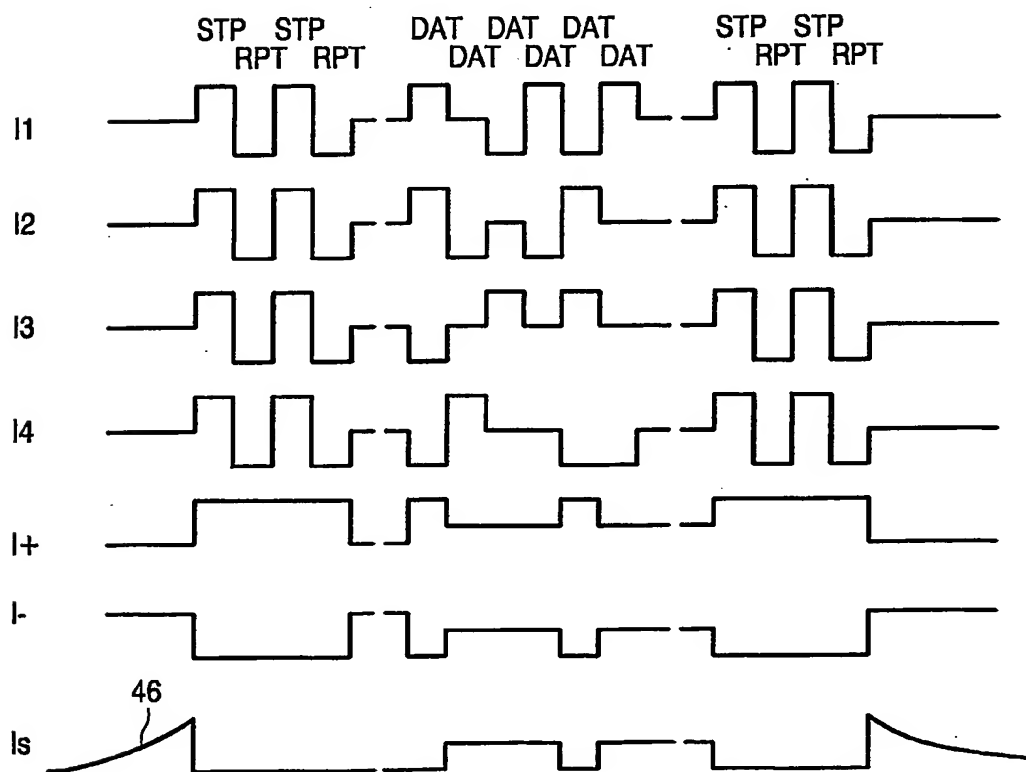 STP STP DAT DAT DAT STP STP
RPT RPT DAT DAT DAT RPT RPT
I1
I2
I3
I4
I+
I-
46
Is